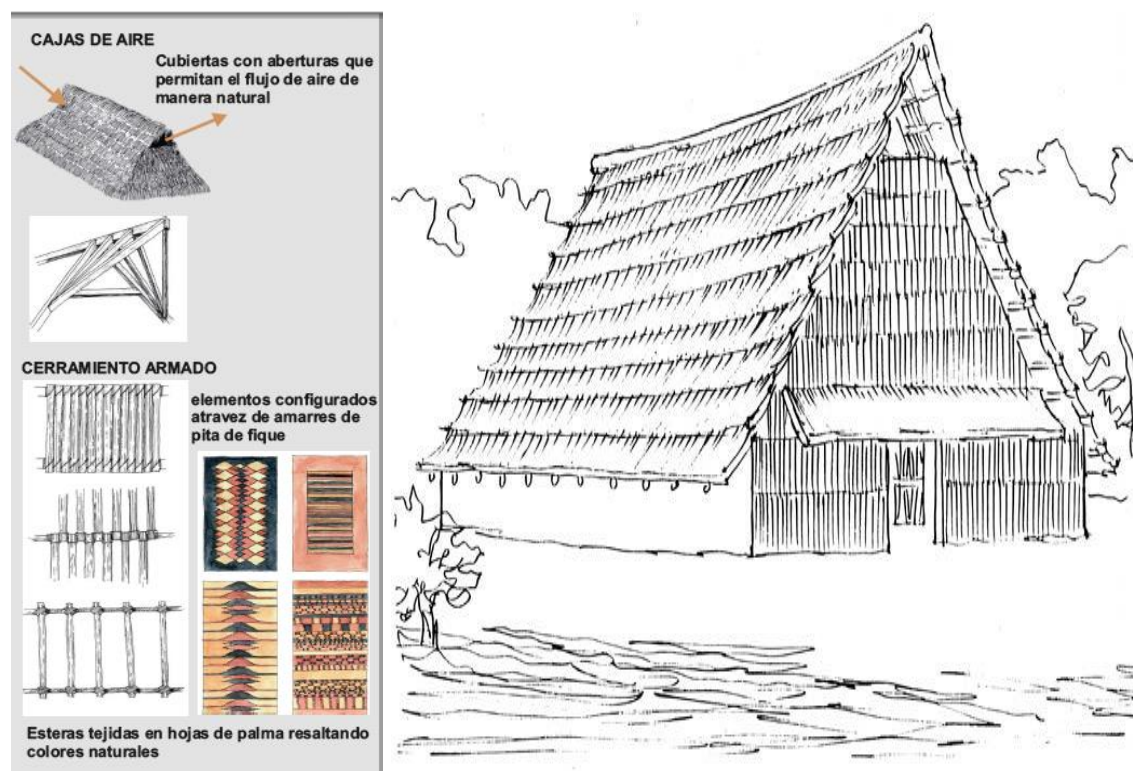 CAJAS DE AIRE
Cubiertas con aberturas que
permitan el flujo de aire de
manera natural
CERRAMIENTO ARMADO
elementos configurados
atravez de amarres de
pita de fique
Esteras tejidas en hojas de palma resaltando
colores naturales